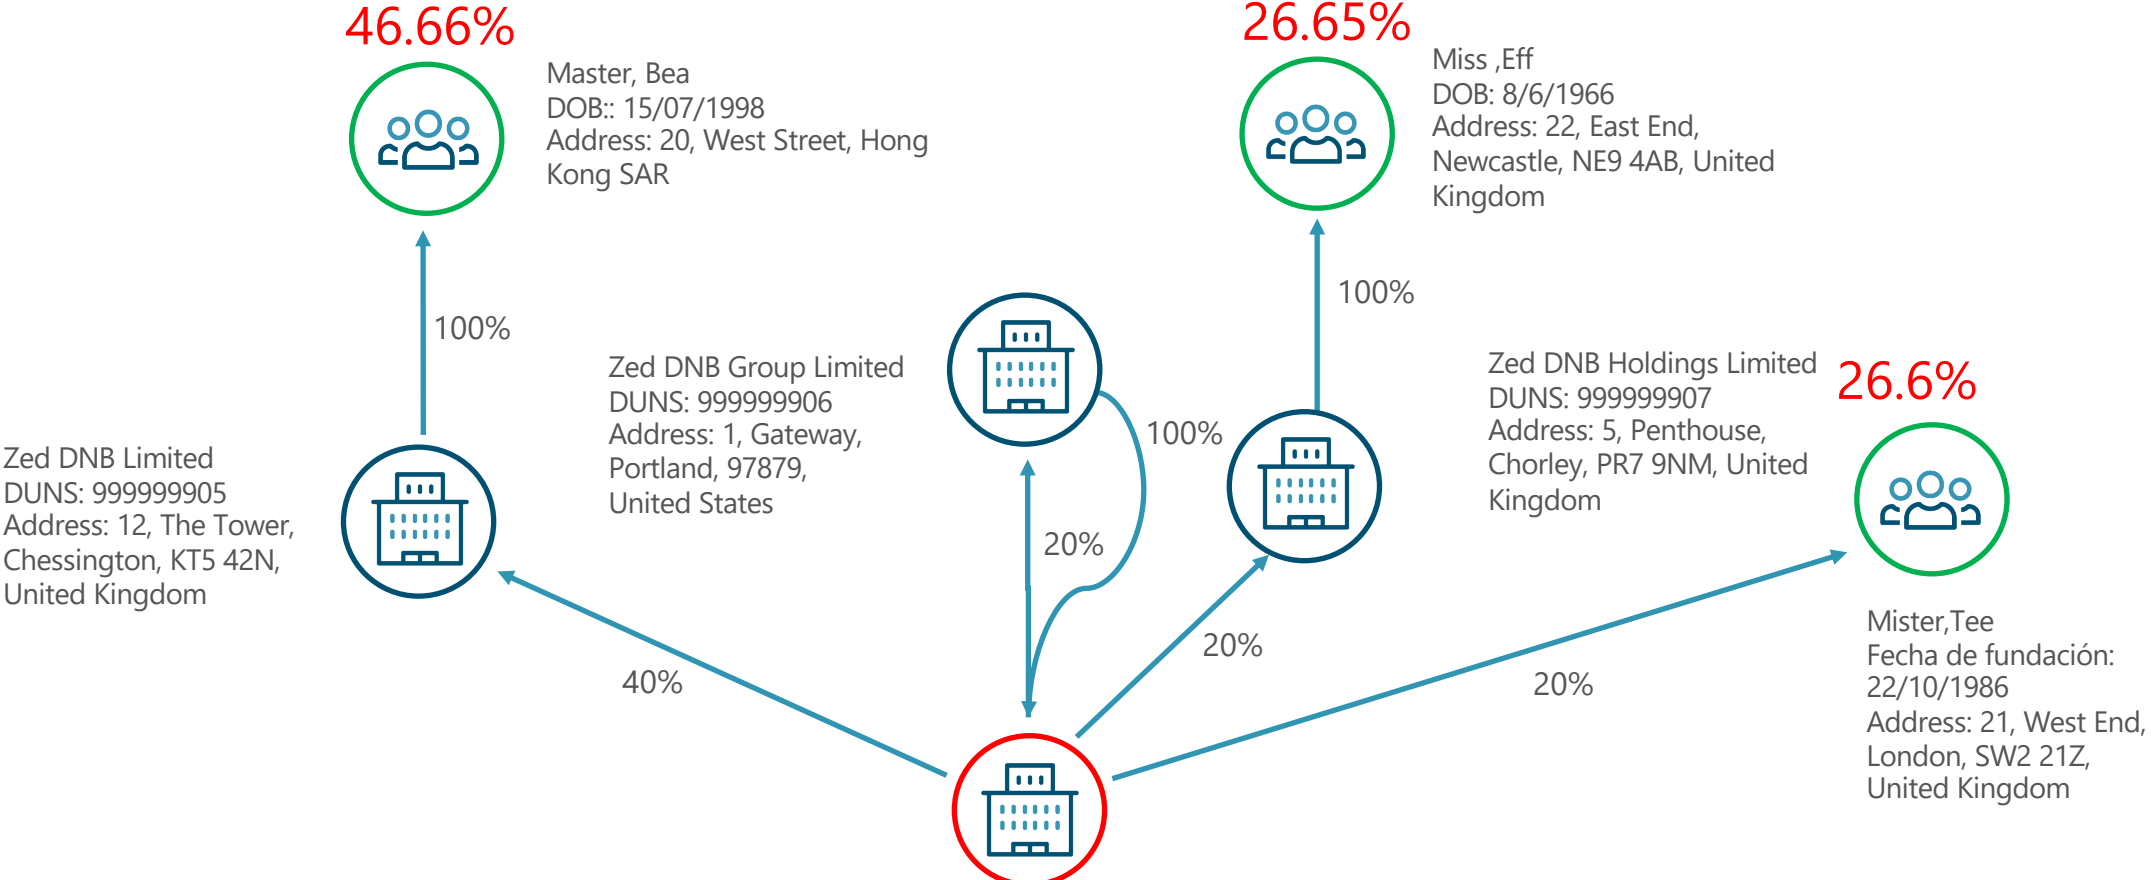 46.66%
Master, Bea
DOB:: 15/07/1998
Address: 20, West Street, Hong
Kong SAR
26.65%
Miss ,Eff
DOB: 8/6/1966
Address: 22, East End,
Newcastle, NE9 4AB, United
Kingdom
100%
100%
Zed DNB Group Limited
DUNS: 999999906
Address: 1, Gateway,
Portland, 97879,
United States
100%
Zed DNB Holdings Limited
DUNS: 999999907
Address: 5, Penthouse,
Chorley, PR7 9NM, United
Kingdom
26.6%
Zed DNB Limited
DUNS: 999999905
Address: 12, The Tower,
Chessington, KT5 42N,
United Kingdom
20%
40%
20%
20%
Mister,Tee
Fecha de fundación:
22/10/1986
Address: 21, West End,
London, SW2 21Z,
United Kingdom